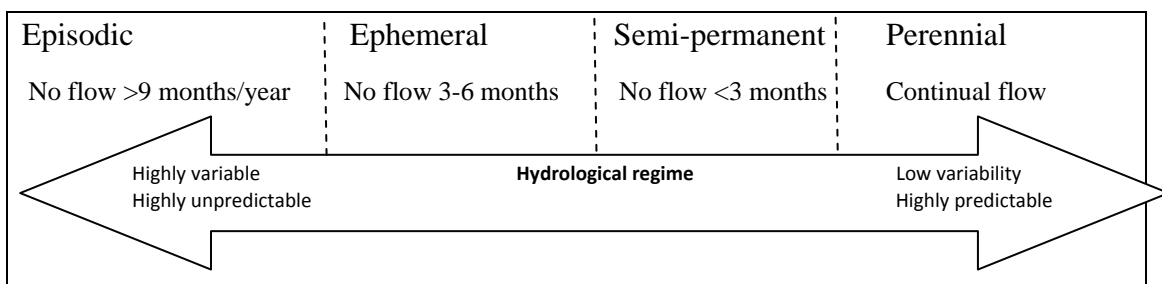 Episodic Ephemeral Semi-permanent Perennial
No flow >9 months/year No flow 3-6 months No flow <3 months Continual flow
Highly variable Hydrological regime Low variability
Highly unpredictable Highly predictable